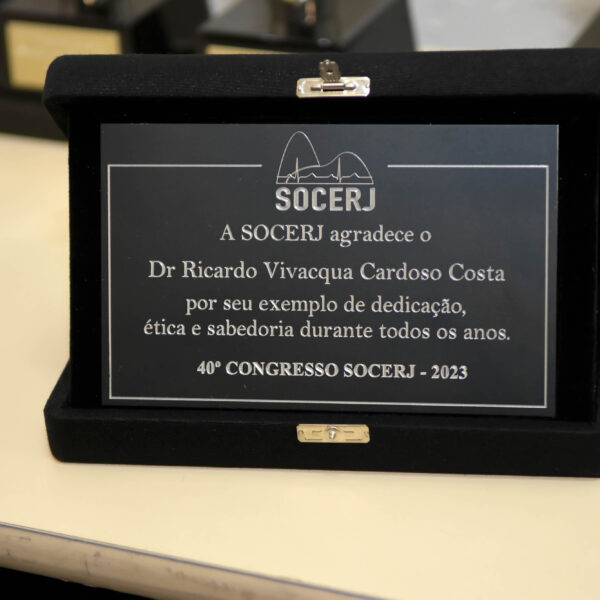 SOCERJ
A SOCERJ agradece o
Dr Ricardo Vivacqua Cardoso Costa
por seu exemplo de dedicação,
ética e sabedoria durante todos os anos.
40º CONGRESSO SOCERJ - 2023